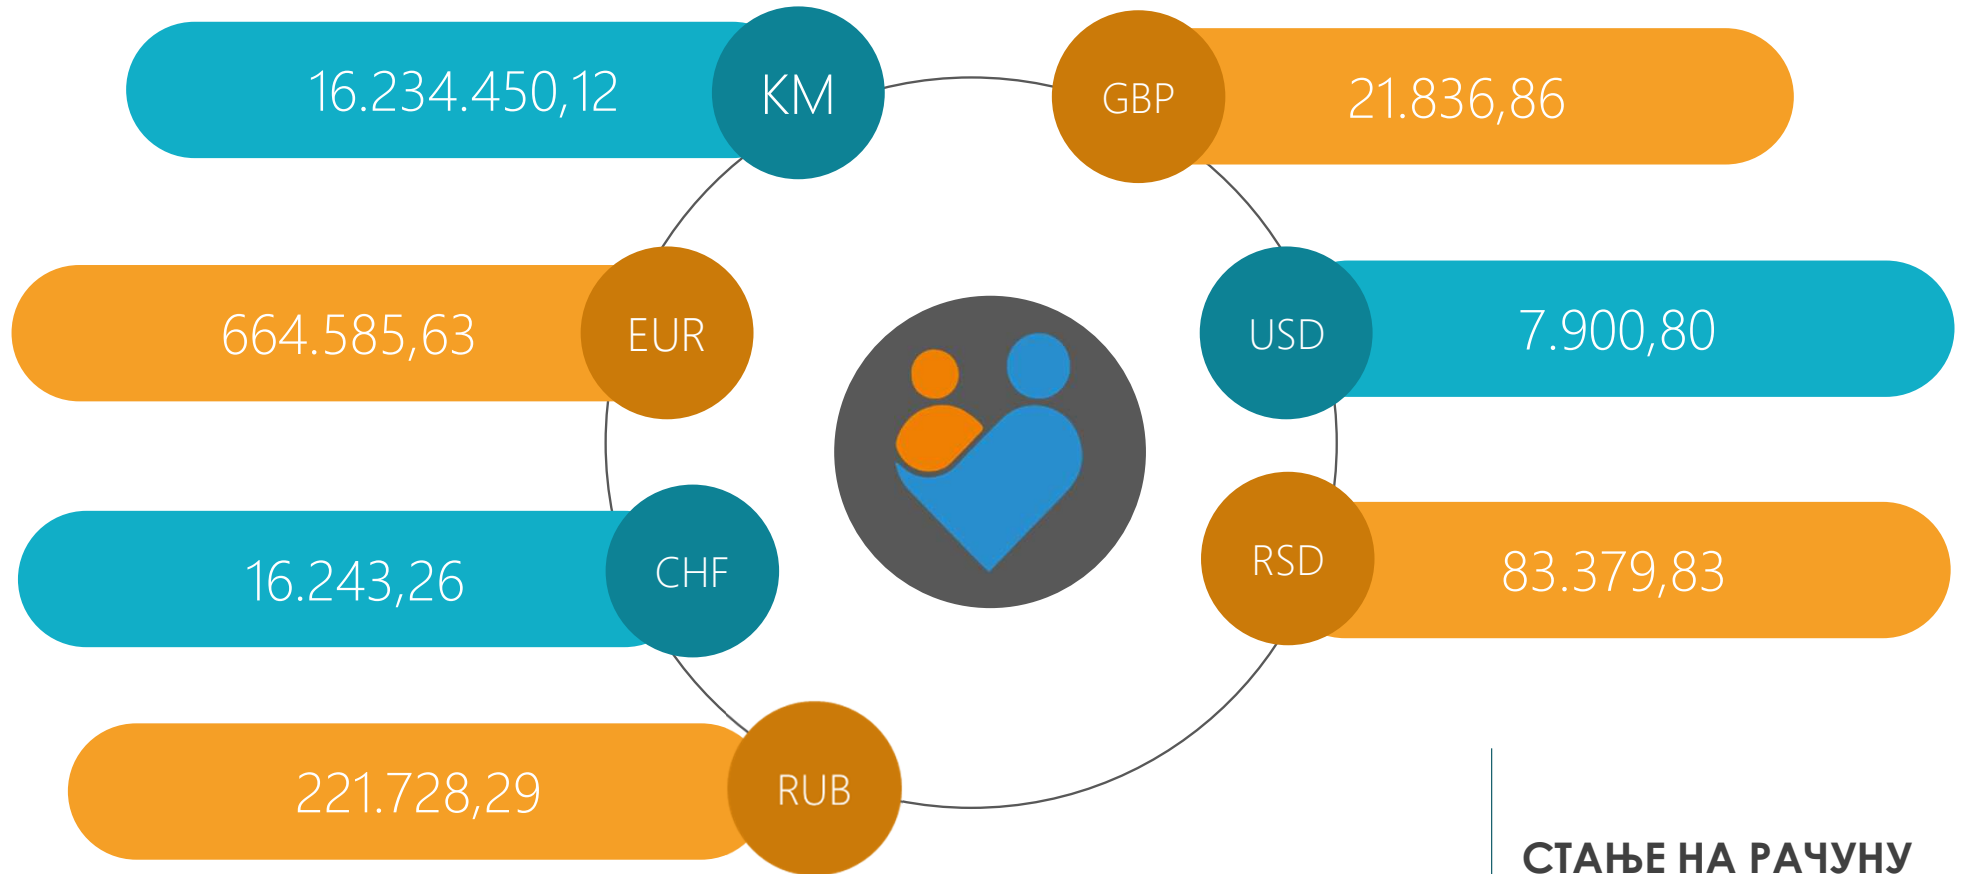 16.234.450,12
KM
GBP
21.836,86
664.585,63
EUR
USD
7.900,80
16.243,26
CHF
RSD
83.379,83
221.728,29
RUB
СТАЊЕ НА РАЧУНУ